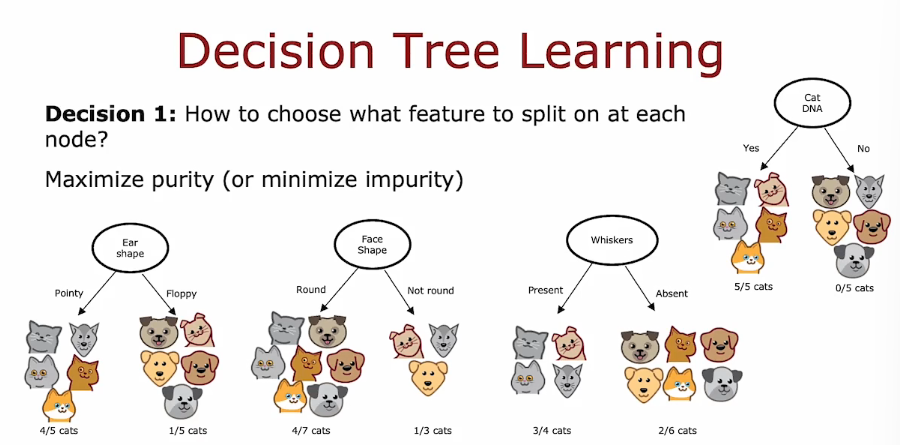 Decision Tree Learning
Decision 1: How to choose what feature to split on at each
node?
Maximize purity (or minimize impurity)
Cat
DNA
Yes
No
5/5 cats
0/5 cats
Ear
shape
Pointy
Floppy
4/5 cats
1/5 cats
Face
Shape
Round
Not round
4/7 cats
1/3 cats
Whiskers
Present
Absent
3/4 cats
2/6 cats